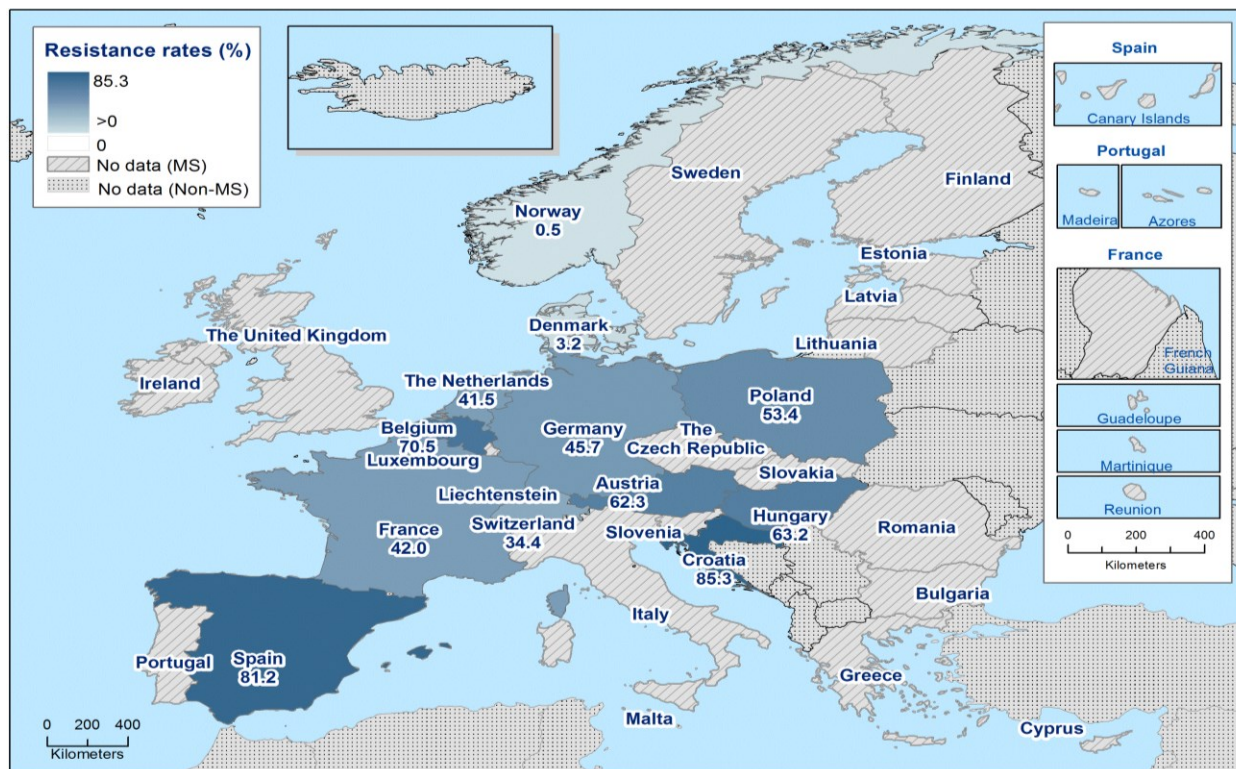 Resistance rates (%)
85.3
>0
0
No data (MS)
No data (Non-MS)
Norway
0.5
Sweden
Finland
Estonia
Latvia
Lithuania
Denmark
3.2
The United Kingdom
Ireland
The Netherlands
41.5
Belgium
70.5
Luxembourg
Germany
45.7
Poland
53.4
The
Czech Republic
Slovakia
Austria
62.3
Liechtenstein
Switzerland
34.4
France
42.0
Slovenia
Hungary
63.2
Croatia
85.3
Romania
Bulgaria
Italy
Portugal
Spain
81.2
Greece
Malta
Cyprus
0 200 400
Kilometers
Spain
Canary Islands
Portugal
Madeira
Azores
France
French
Guiana
Guadeloupe
Martinique
Reunion
0 200 400
Kilometers